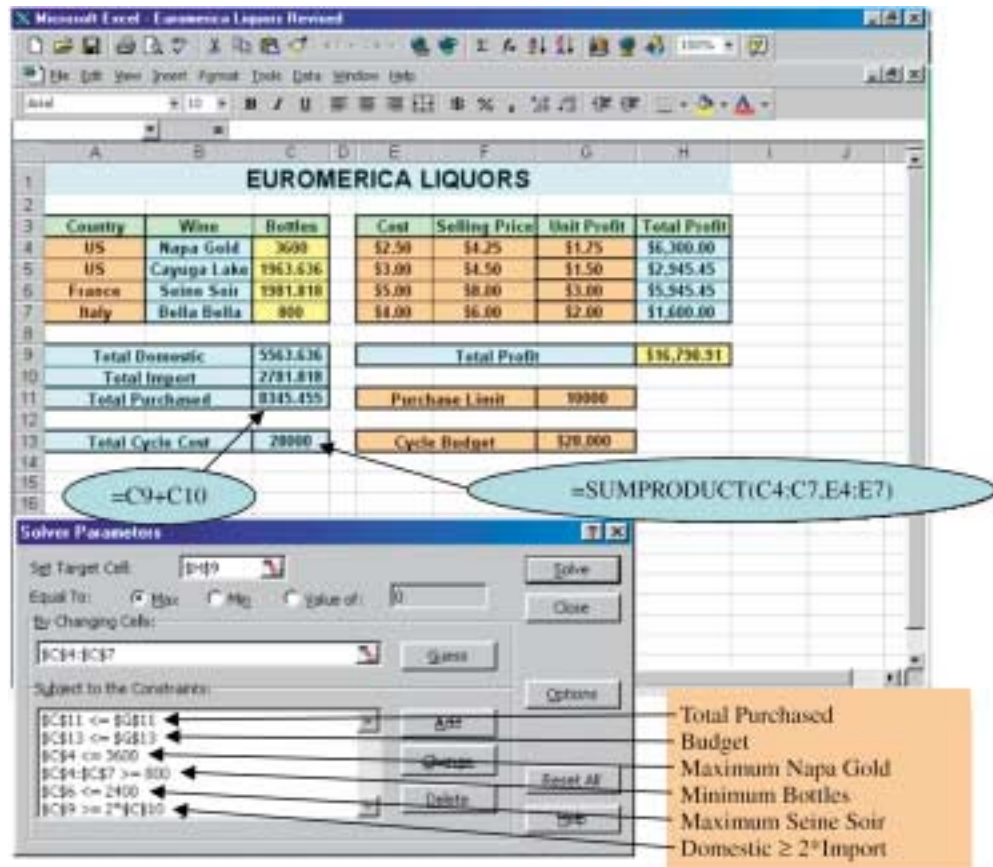 Microsoft Excel - Euromerica Liquors Revised
File Edit View Insert Format Tools Data Window Help
Arial 10 B I U $ % ,
=
A B C D E F G H I J
1 EUROMERICA LIQUORS
2
3 Country Wine Bottles Cost Selling Price Unit Profit Total Profit
4 US Napa Gold 3600 $2.50 $4.25 $1.75 $6,300.00
5 US Cayuga Lake 1963.636 $3.00 $4.50 $1.50 $2,945.45
6 France Seine Soir 1981.818 $5.00 $8.00 $3.00 $5,945.45
7 Italy Bella Bella 800 $4.00 $6.00 $2.00 $1,600.00
8
9 Total Domestic 5563.636 Total Profit $16,790.91
10 Total Import 2781.818
11 Total Purchased 8345.455 Purchase Limit 10000
12
13 Total Cycle Cost 28000 Cycle Budget $28,000
14
15
16
=C9+C10
=SUMPRODUCT(C4:C7,E4:E7)
Solver Parameters
Set Target Cell: $H$9 Solve
Equal To: Max Min Value of: 0 Close
By Changing Cells:
$C$4:$C$7 Guess
Subject to the Constraints: Options
$C$11 <= $G$11 Add
$C$13 <= $G$13
$C$4 <= 3600 Change
$C$4:$C$7 >= 800 Reset All
$C$6 <= 2400 Delete
$C$9 >= 2*$C$10 Help
Total Purchased
Budget
Maximum Napa Gold
Minimum Bottles
Maximum Seine Soir
Domestic ≥ 2*Import